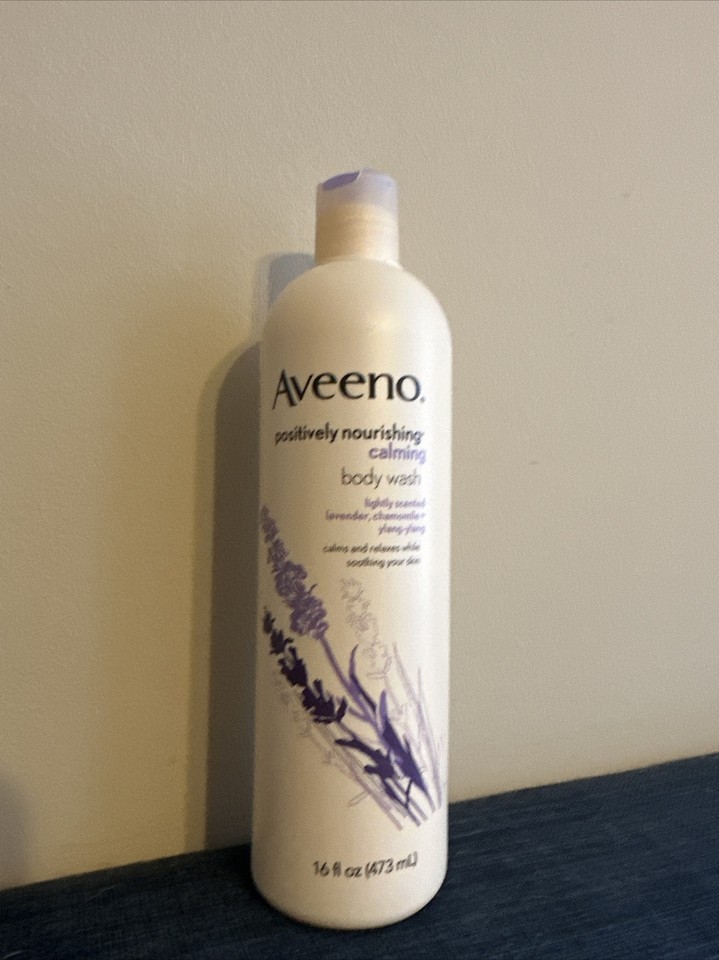 Aveeno.
positively nourishing™
calming
body wash
lightly scented
lavender, chamomile +
ylang-ylang
calms and relaxes while
soothing your skin
16 fl oz (473 mL)